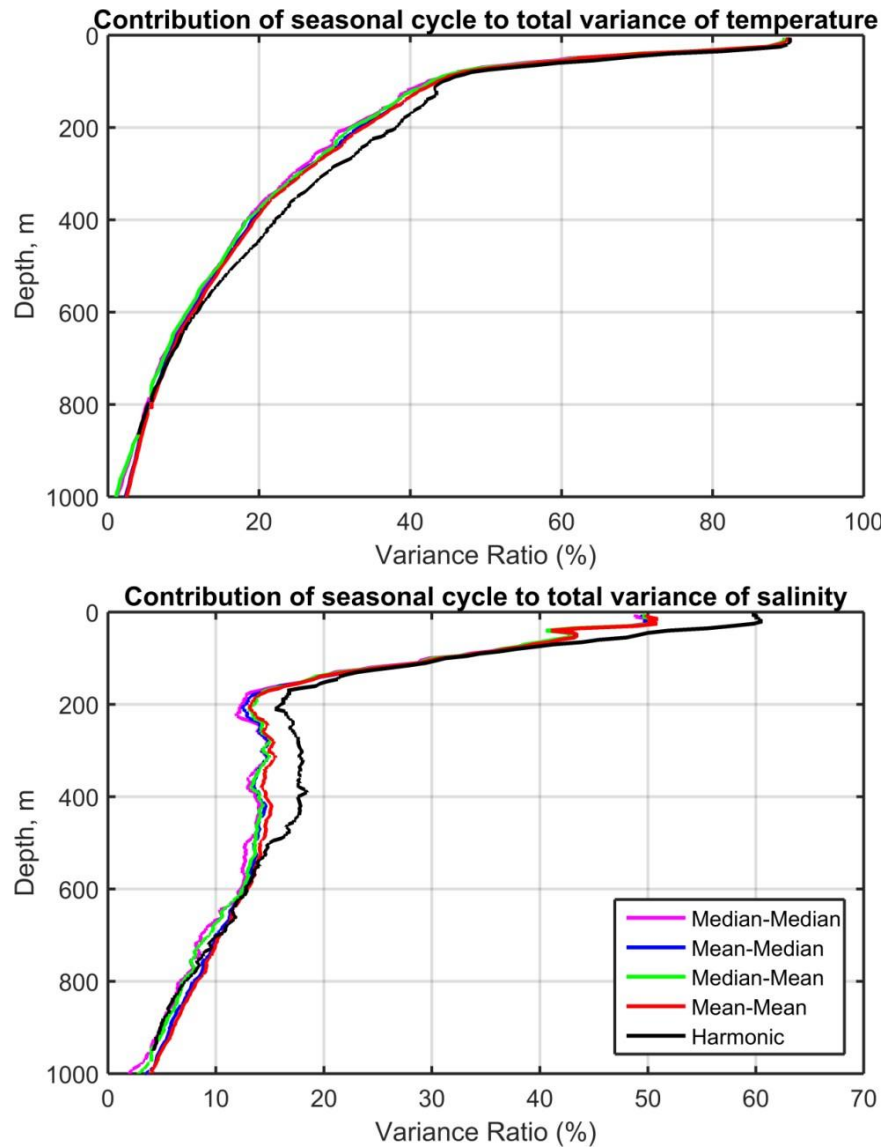 Contribution of seasonal cycle to total variance of temperature
0
200
400
600
800
1000
Depth, m
0 20 40 60 80 100
Variance Ratio (%)
Contribution of seasonal cycle to total variance of salinity
0
200
400
600
800
1000
Depth, m
Median-Median
Mean-Median
Median-Mean
Mean-Mean
Harmonic
0 10 20 30 40 50 60 70
Variance Ratio (%)